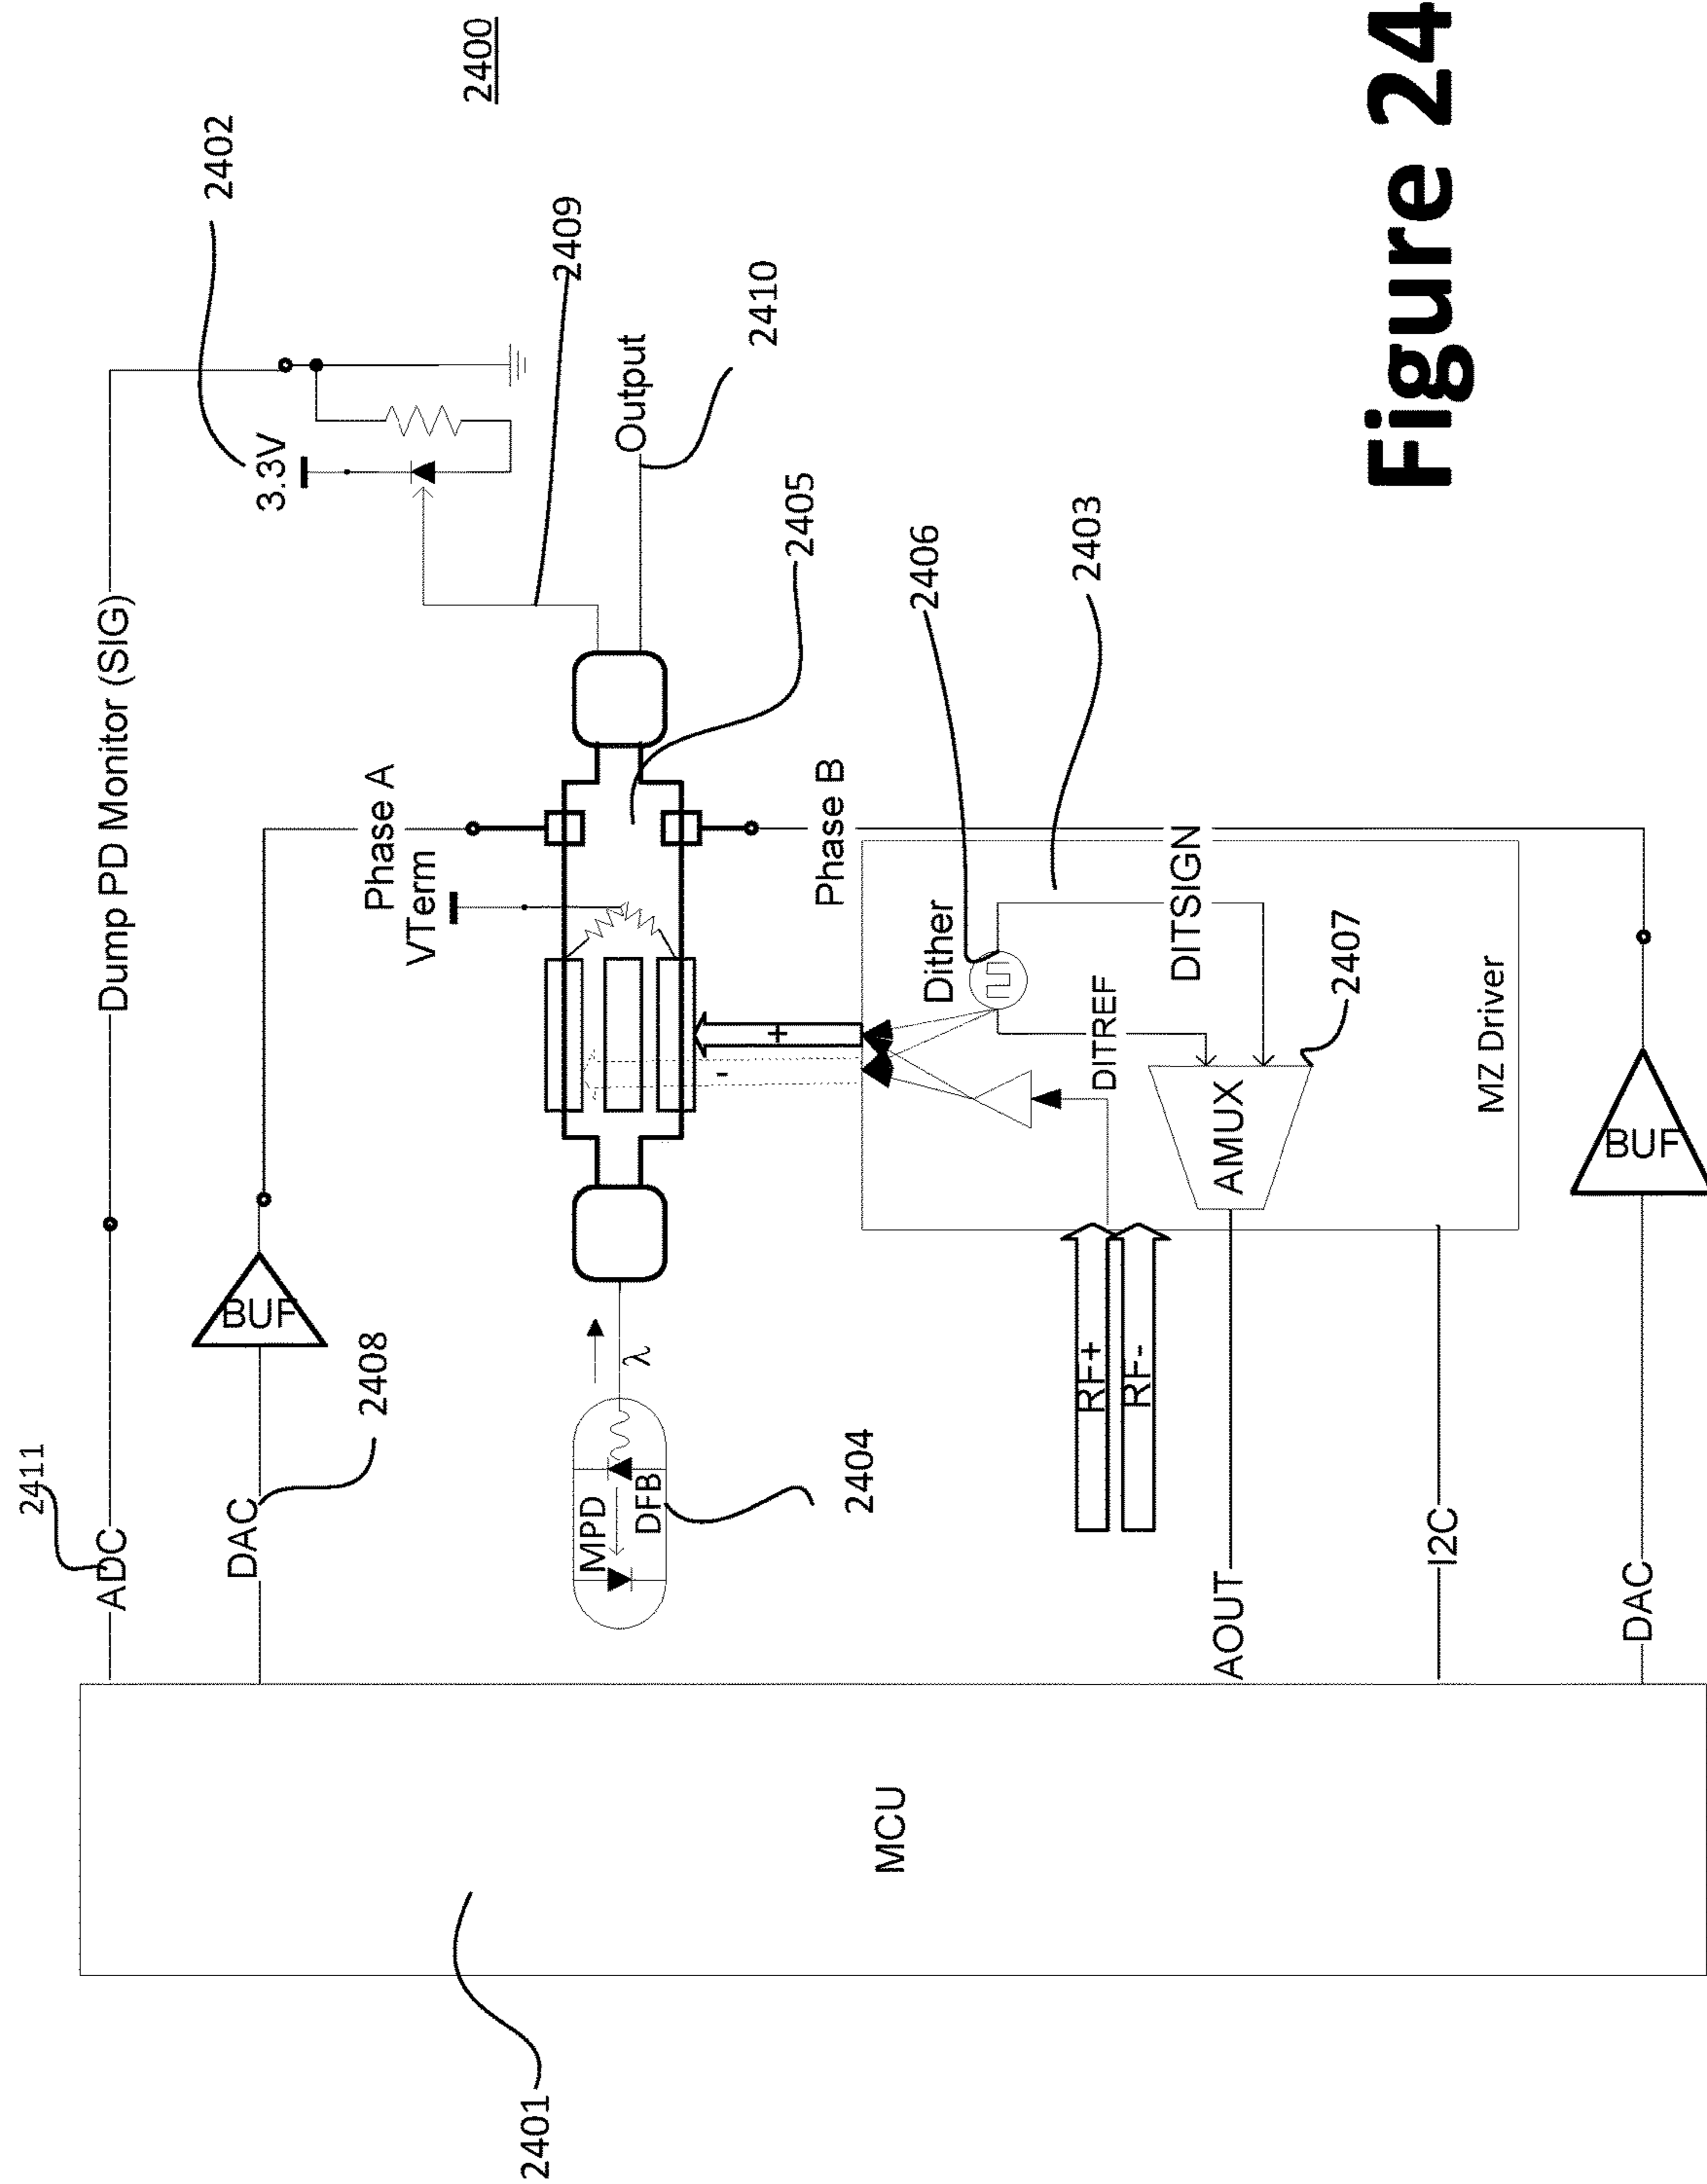 2400
2402
2411
ADC
Dump PD Monitor (SIG)
3.3V
DAC
2408
BUF
Phase A
VTerm
2409
Output
2410
MPD
DFB
λ
2404
2405
Phase B
MCU
2401
+
-
RF+
RF-
Dither
2406
2403
DITREF
DITSIGN
AMUX
2407
MZ Driver
AOUT
I2C
DAC
BUF
Figure 24